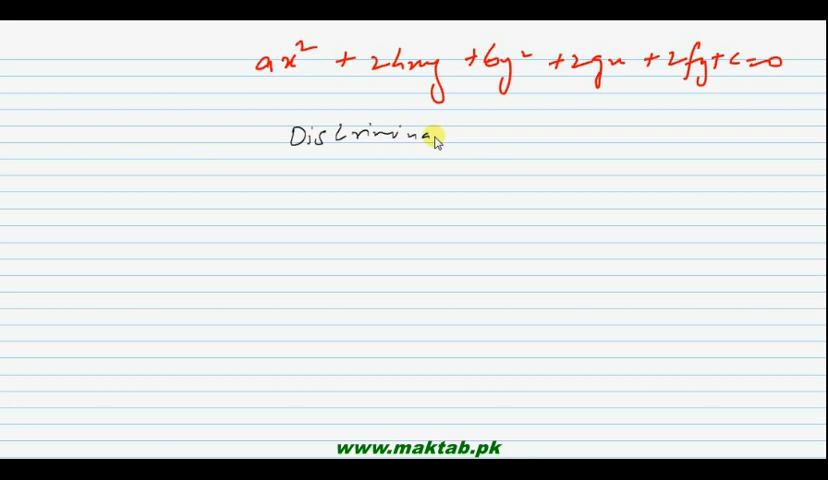 ax² + 2hxy + by² + 2gx + 2fy + c = 0
Discrimina
www.maktab.pk